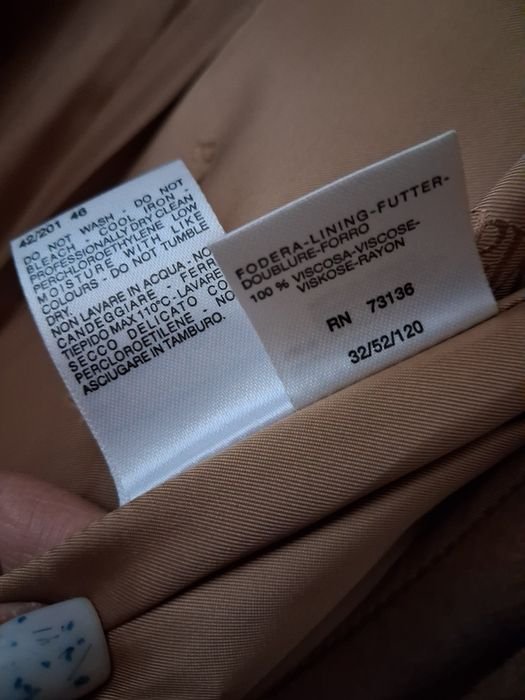 42/201 46
DO NOT WASH. DO NOT
BLEACH. COOL IRON -
PROFESSIONALLY DRYCLEAN
PERCHLOROETHYLENE LOW
MOISTURE WITH LIKE
COLOURS. DO NOT TUMBLE
DRY.
NON LAVARE IN ACQUA - NO
CANDEGGIARE - FERR
TIEPIDO MAX 110°C - LAVARE
SECCO DELICATO CO
PERCLOROETILENE - NO
ASCIUGARE IN TAMBURO.
FODERA-LINING-FUTTER-
DOUBLURE-FORRO
100 % VISCOSA-VISCOSE-
VISKOSE-RAYON
RN 73136
32/52/120